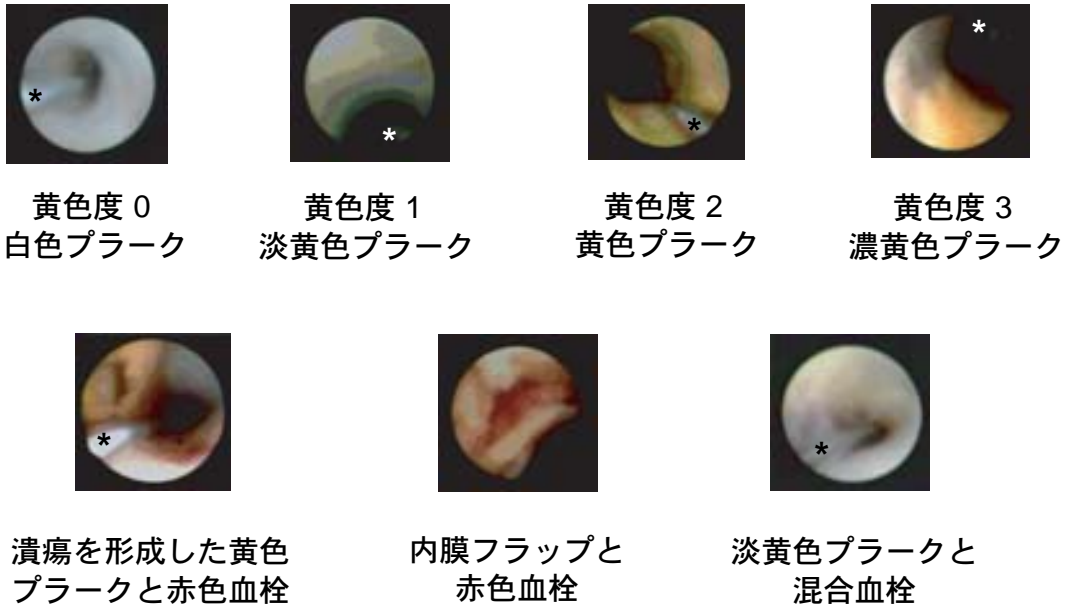 *
*
*
*
黄色度 0
白色プラーク
黄色度 1
淡黄色プラーク
黄色度 2
黄色プラーク
黄色度 3
濃黄色プラーク
*
*
潰瘍を形成した黄色
プラークと赤色血栓
内膜フラップと
赤色血栓
淡黄色プラークと
混合血栓